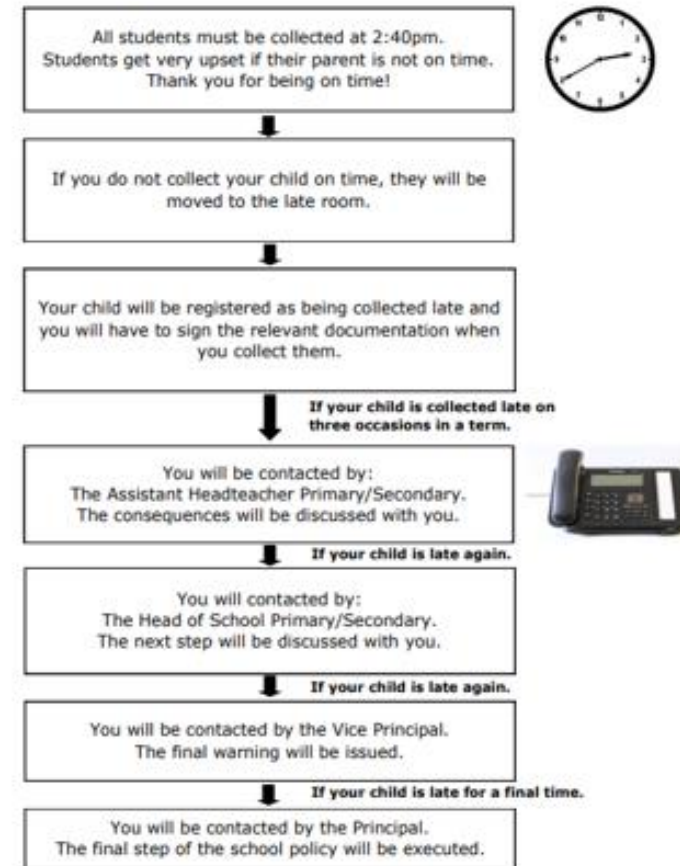 All students must be collected at 2:40pm.
Students get very upset if their parent is not on time.
Thank you for being on time!
If you do not collect your child on time, they will be
moved to the late room.
Your child will be registered as being collected late and
you will have to sign the relevant documentation when
you collect them.
If your child is collected late on
three occasions in a term.
You will be contacted by:
The Assistant Headteacher Primary/Secondary.
The consequences will be discussed with you.
If your child is late again.
You will contacted by:
The Head of School Primary/Secondary.
The next step will be discussed with you.
If your child is late again.
You will be contacted by the Vice Principal.
The final warning will be issued.
If your child is late for a final time.
You will be contacted by the Principal.
The final step of the school policy will be executed.